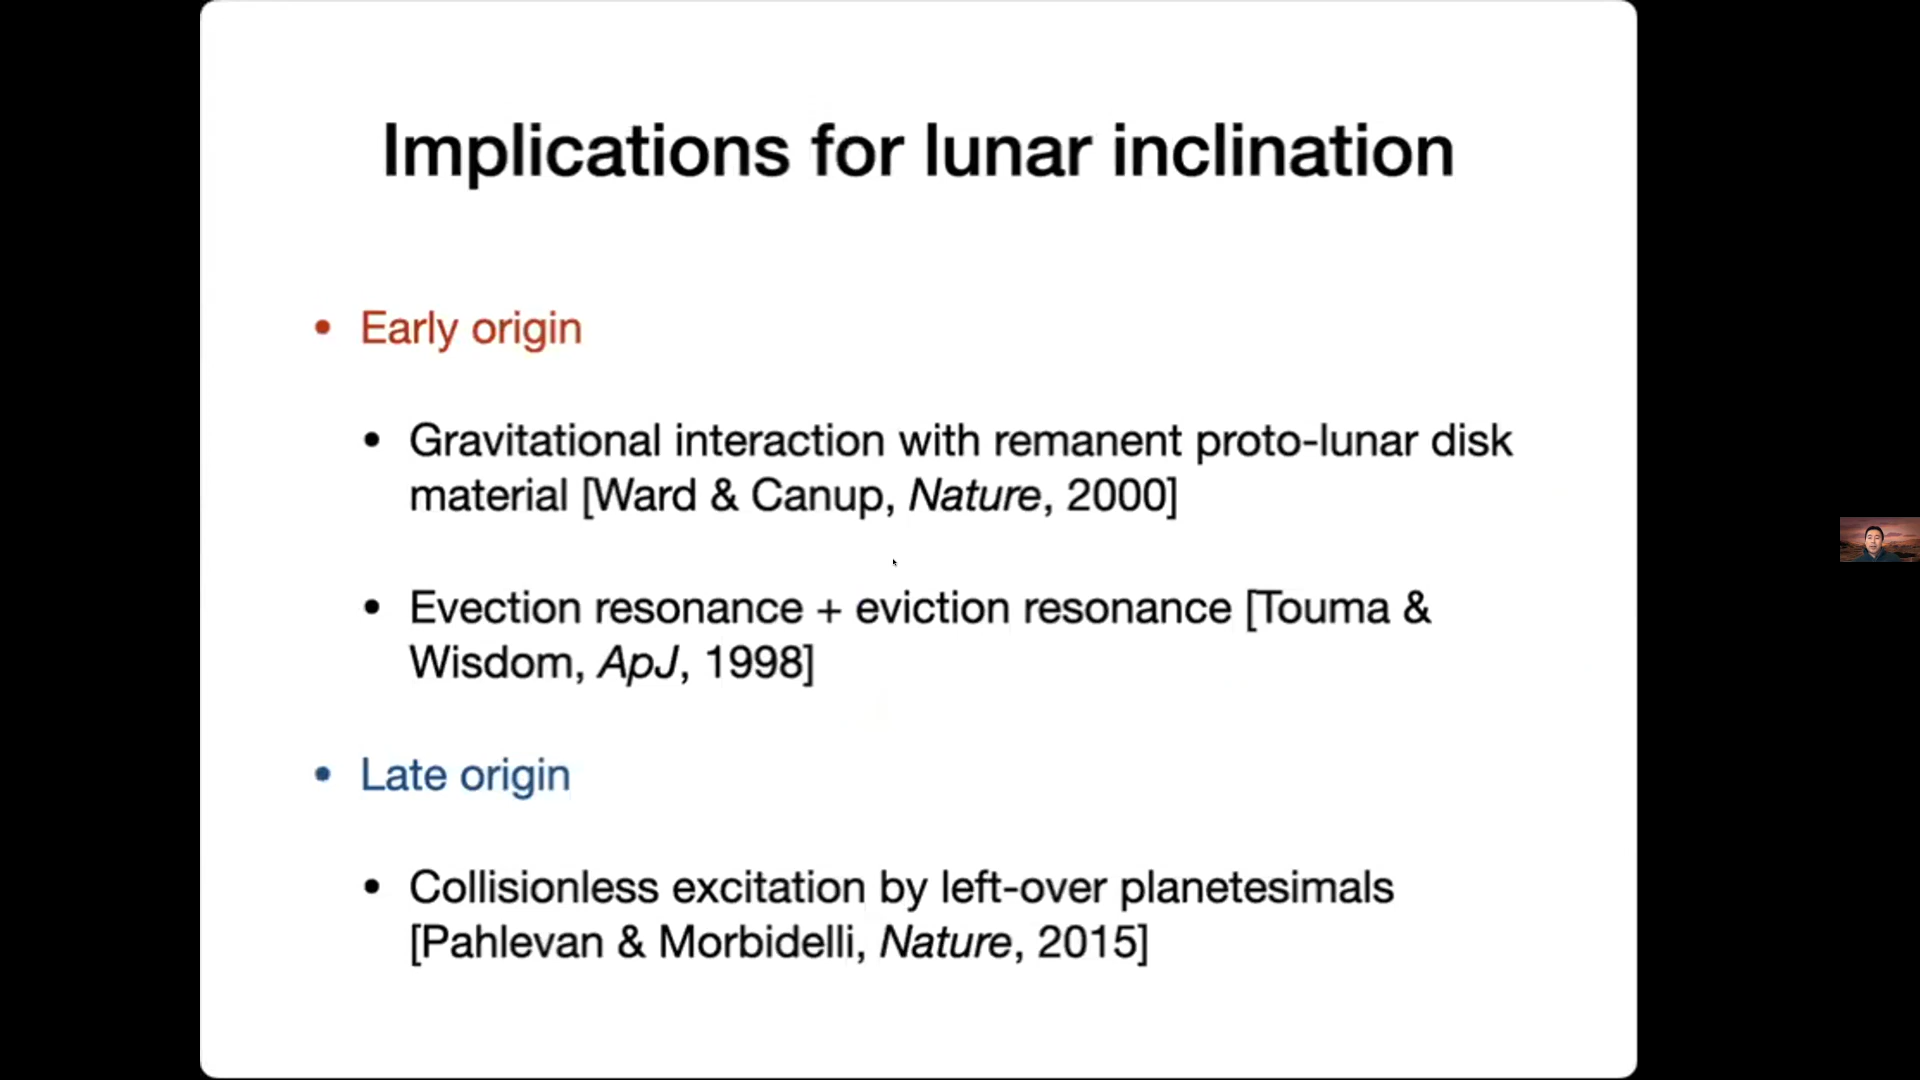 Implications for lunar inclination
• Early origin
• Gravitational interaction with remanent proto-lunar disk
material [Ward & Canup, Nature, 2000]
• Evection resonance + eviction resonance [Touma &
Wisdom, ApJ, 1998]
• Late origin
• Collisionless excitation by left-over planetesimals
[Pahlevan & Morbidelli, Nature, 2015]